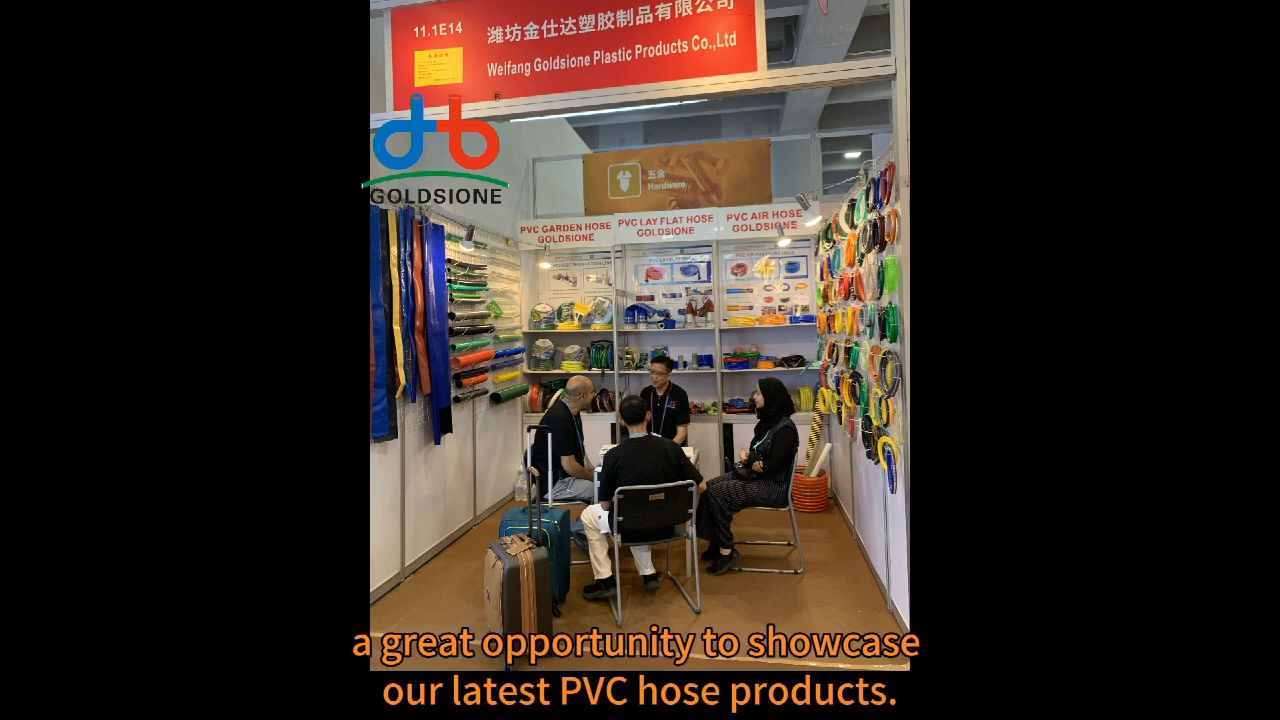 11.1E14
潍坊金仕达塑胶制品有限公司
Weifang Goldsione Plastic Products Co.,Ltd
®
GOLDSIONE
五金
Hardware
PVC GARDEN HOSE
GOLDSIONE
PVC LAY FLAT HOSE
GOLDSIONE
PVC AIR HOSE
GOLDSIONE
a great opportunity to showcase
our latest PVC hose products.